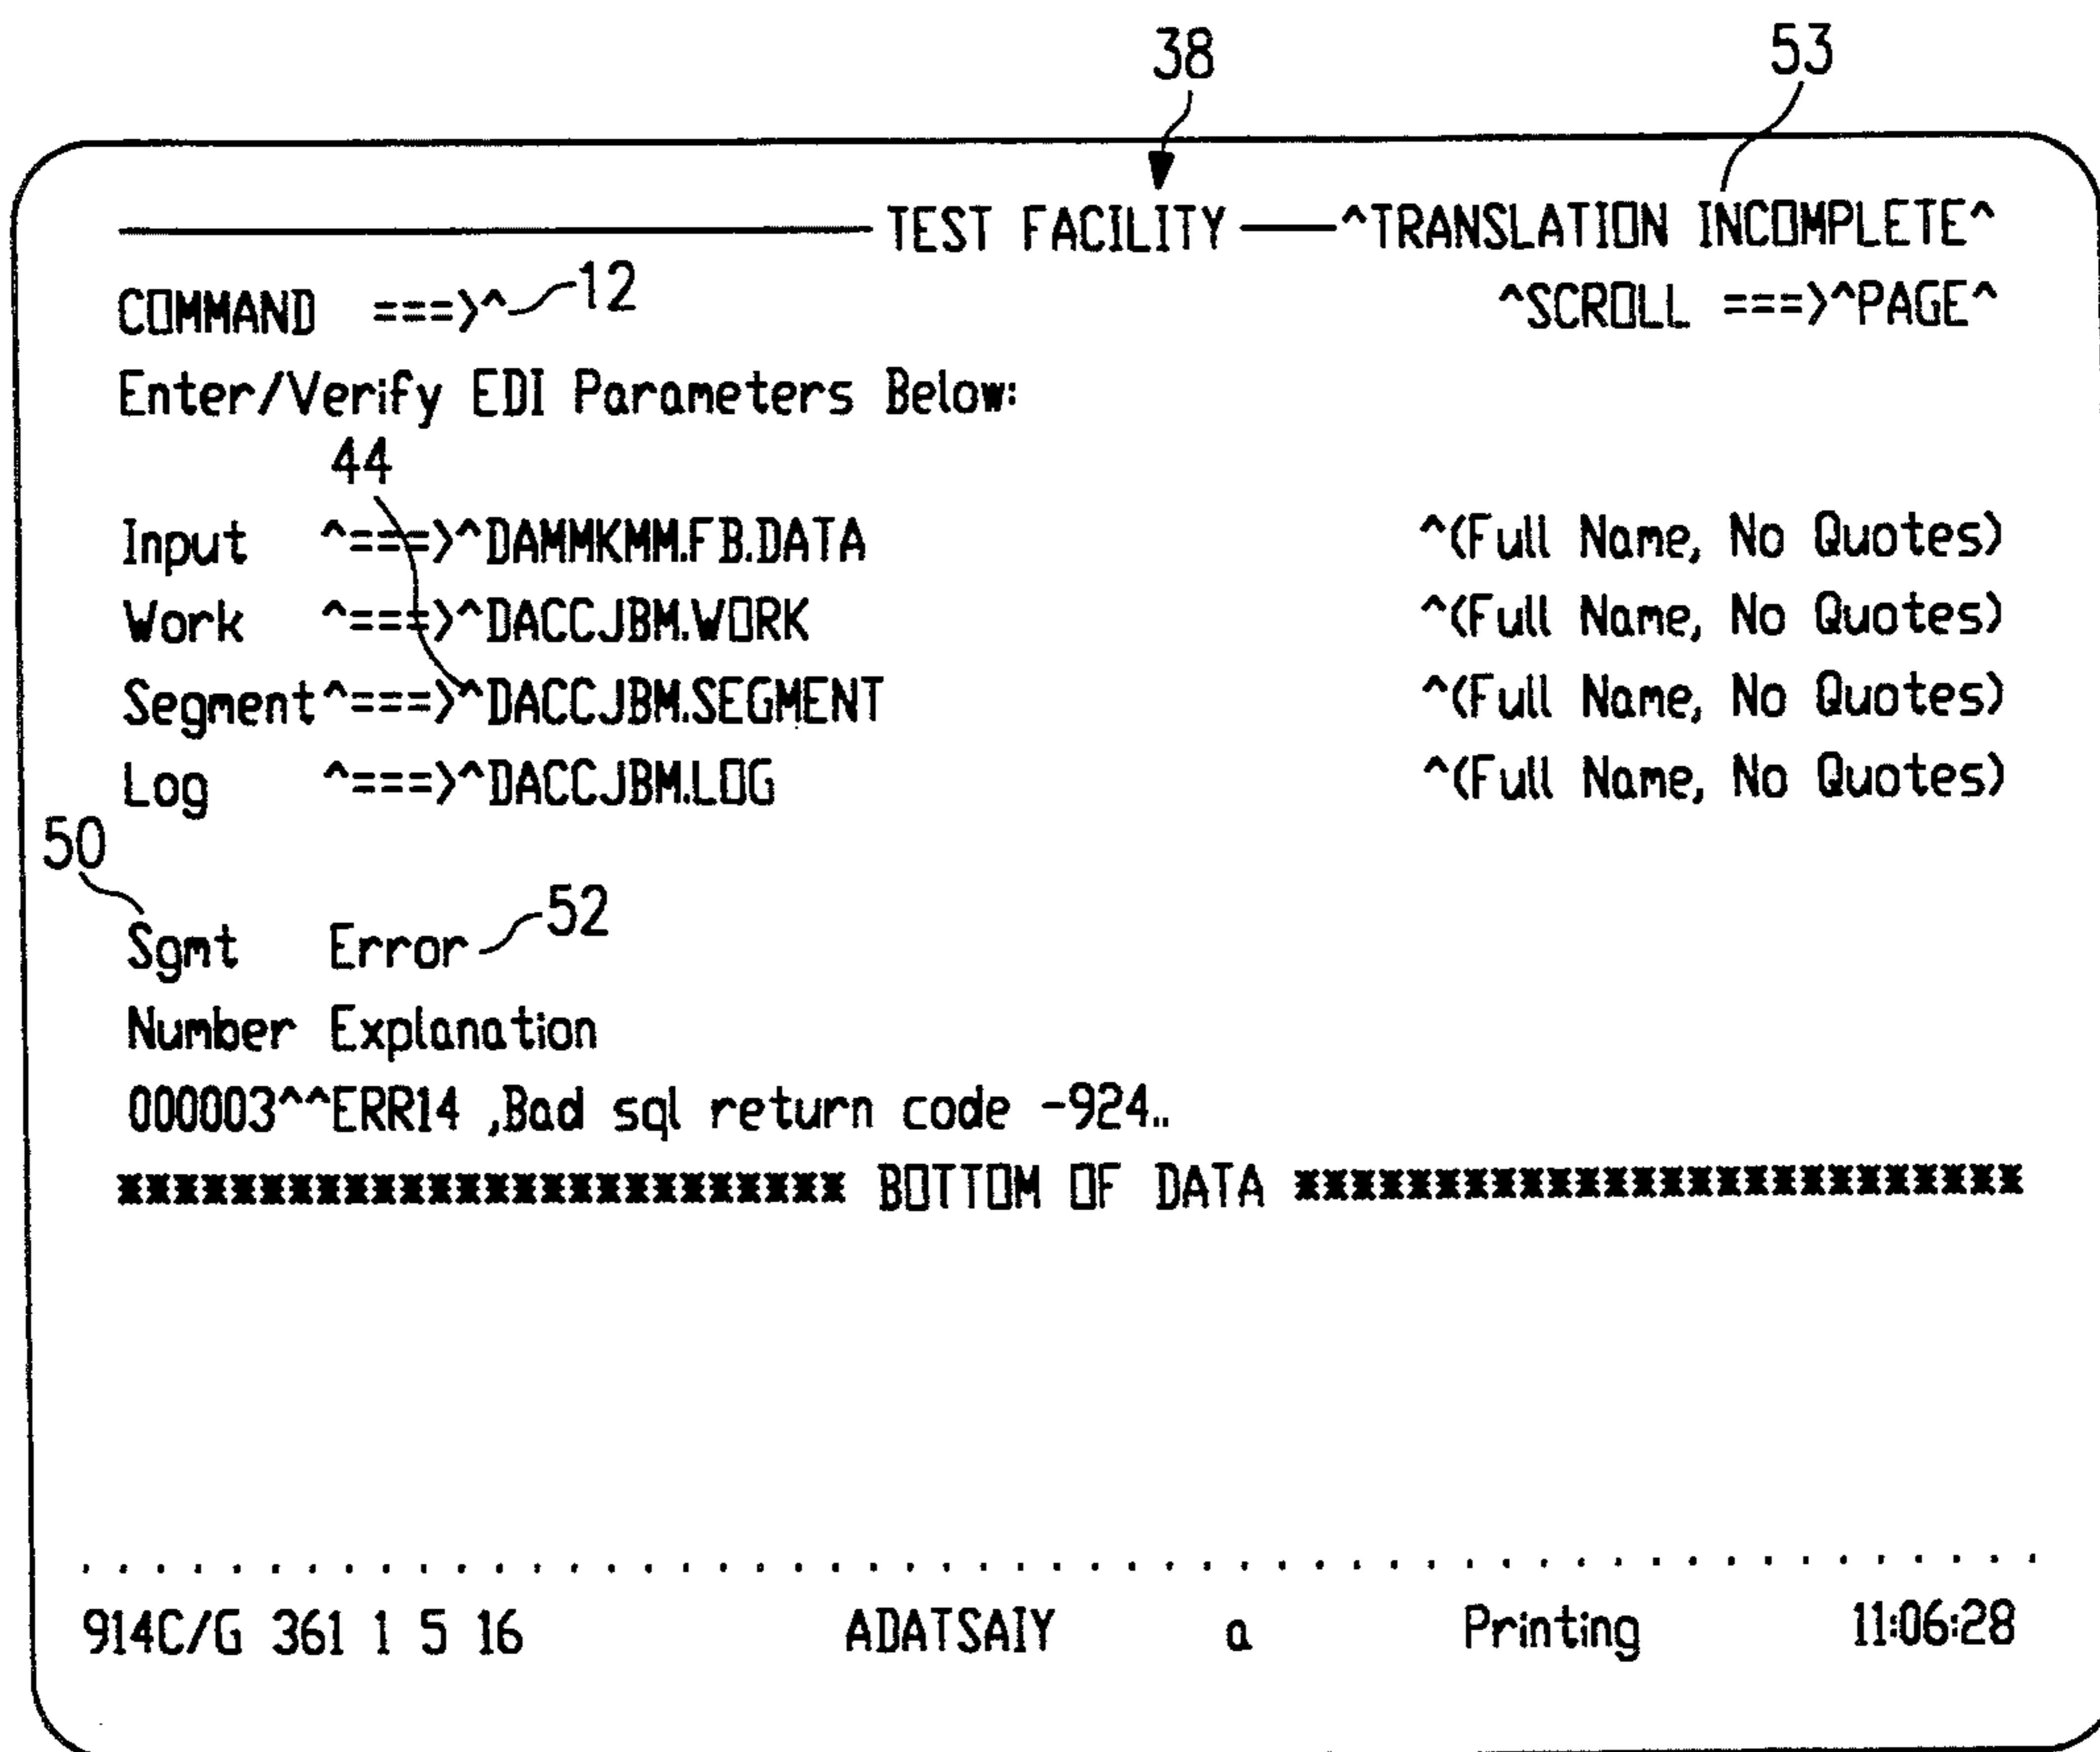 38 53
TEST FACILITY ^TRANSLATION INCOMPLETE^
COMMAND ===>^ 12 ^SCROLL ===>^PAGE^
Enter/Verify EDI Parameters Below:
44
Input ^===>^DAMMKMM.FB.DATA ^(Full Name, No Quotes)
Work ^===>^DACCJBM.WORK ^(Full Name, No Quotes)
Segment^===>^DACCJBM.SEGMENT ^(Full Name, No Quotes)
Log ^===>^DACCJBM.LOG ^(Full Name, No Quotes)
50
Sgmt Error 52
Number Explanation
000003^^ERR14 ,Bad sql return code -924..
************************** BOTTOM OF DATA **************************
914C/G 361 1 5 16 ADATSAIY a Printing 11:06:28